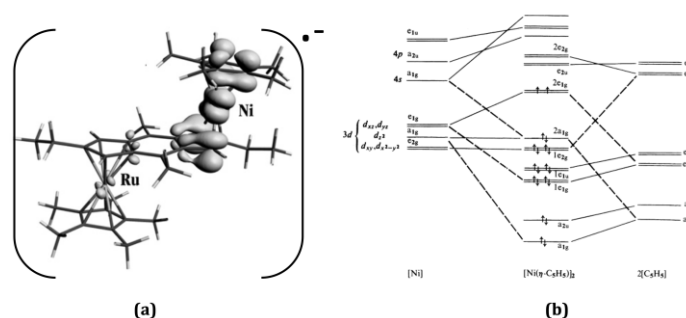 •−
Ni
Ru
(a)
e₁ᵤ
4p a₂ᵤ
a₁g
4s
e₁g
3d { dxz,dyz
a₁g
dz²
e₂g
dxy,dx²−y²
2e₂g
e₂ᵤ
2e₁g
2a₁g
1e₂g
1e₁ᵤ
1e₁g
a₂ᵤ
a₁g
e
e
e
e
a
[Ni] [Ni(η-C₅H₅)]₂ 2[C₅H₅]
(b)